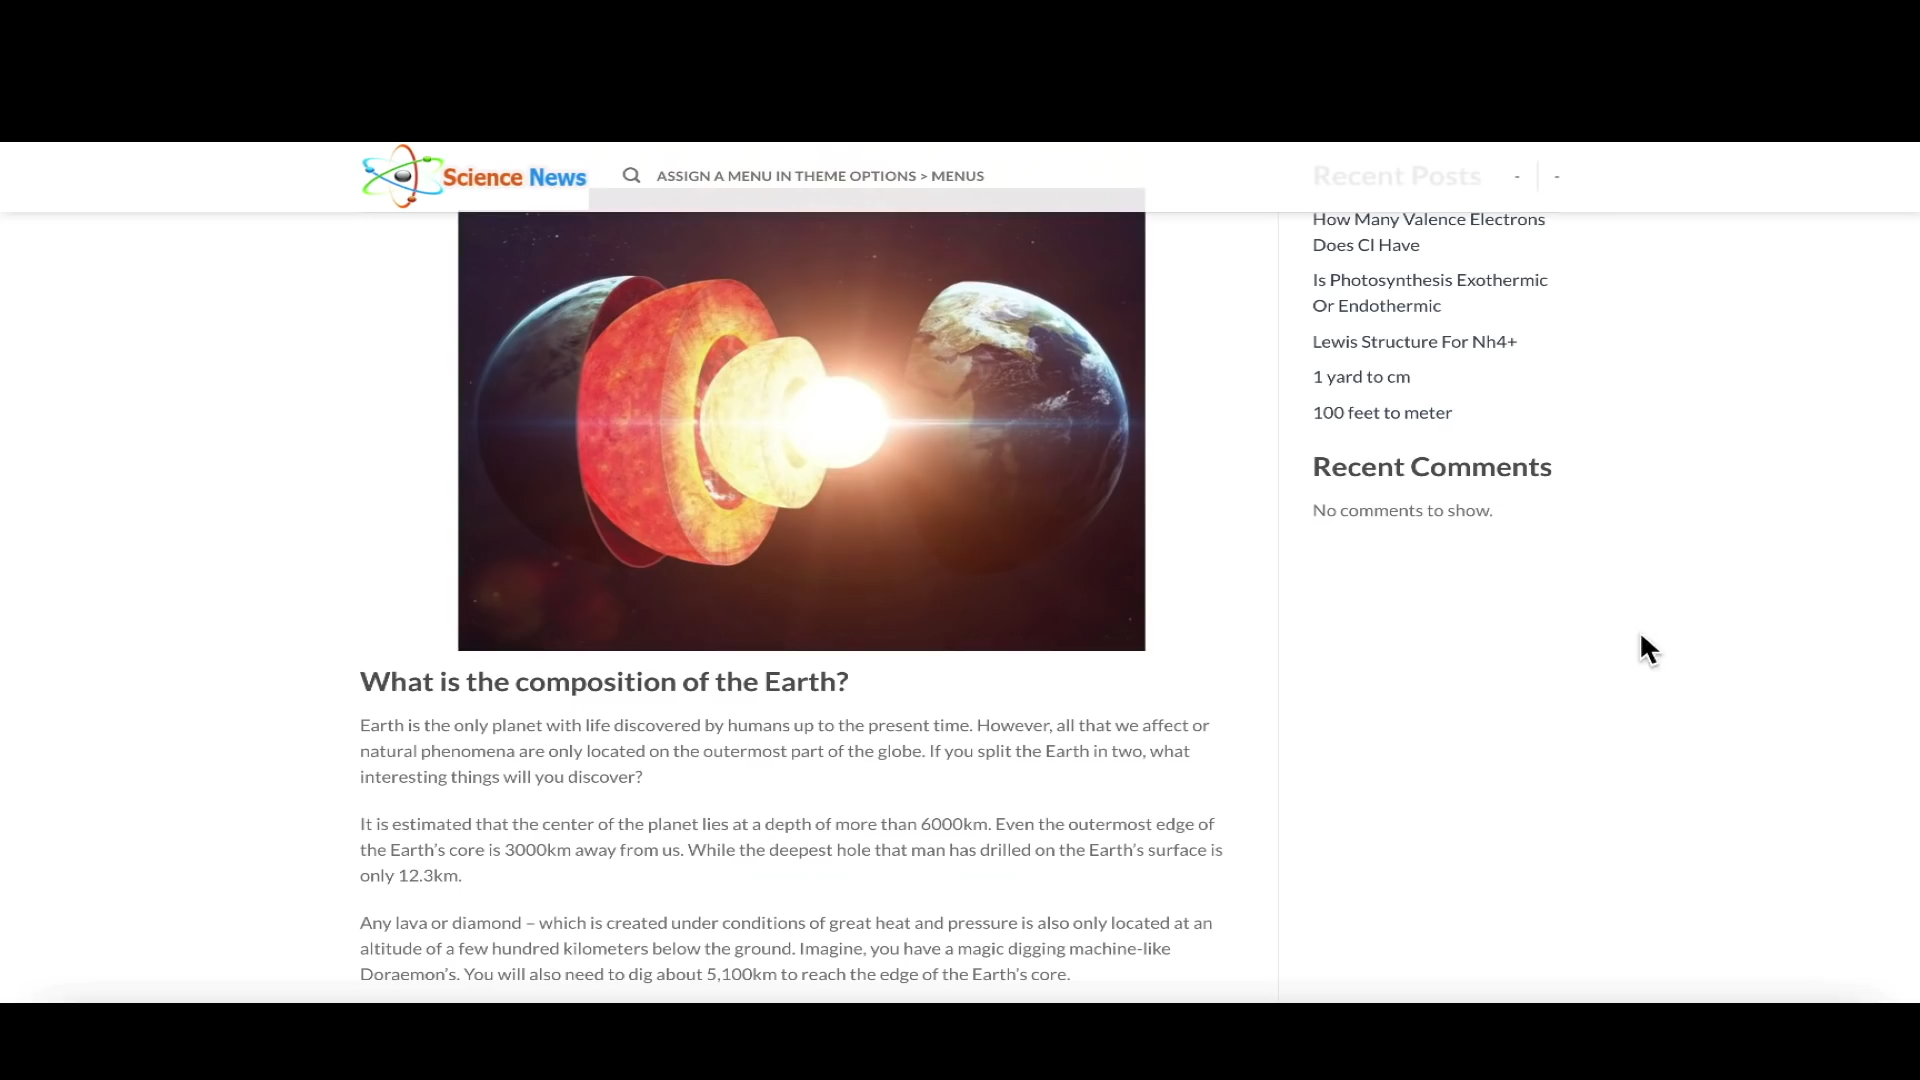 Science News
ASSIGN A MENU IN THEME OPTIONS > MENUS
Recent Posts
- -
How Many Valence Electrons
Does Cl Have
Is Photosynthesis Exothermic
Or Endothermic
Lewis Structure For Nh4+
1 yard to cm
100 feet to meter
Recent Comments
No comments to show.
What is the composition of the Earth?
Earth is the only planet with life discovered by humans up to the present time. However, all that we affect or
natural phenomena are only located on the outermost part of the globe. If you split the Earth in two, what
interesting things will you discover?
It is estimated that the center of the planet lies at a depth of more than 6000km. Even the outermost edge of
the Earth’s core is 3000km away from us. While the deepest hole that man has drilled on the Earth’s surface is
only 12.3km.
Any lava or diamond – which is created under conditions of great heat and pressure is also only located at an
altitude of a few hundred kilometers below the ground. Imagine, you have a magic digging machine-like
Doraemon’s. You will also need to dig about 5,100km to reach the edge of the Earth’s core.